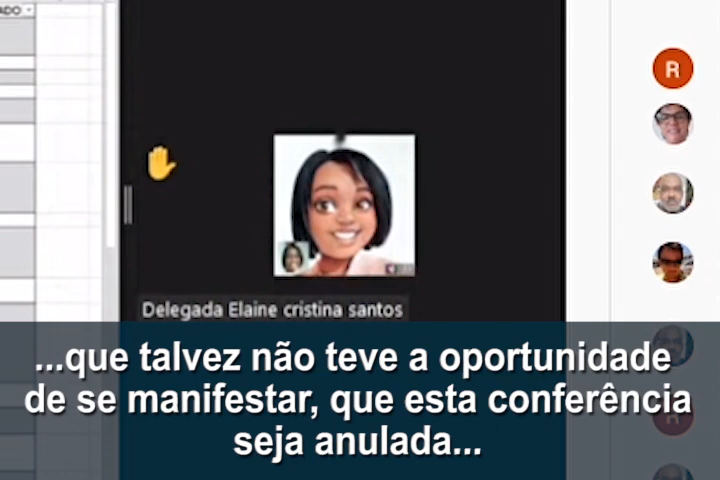 ADO
R
Delegada Elaine cristina santos
...que talvez não teve a oportunidade
de se manifestar, que esta conferência
seja anulada...
R